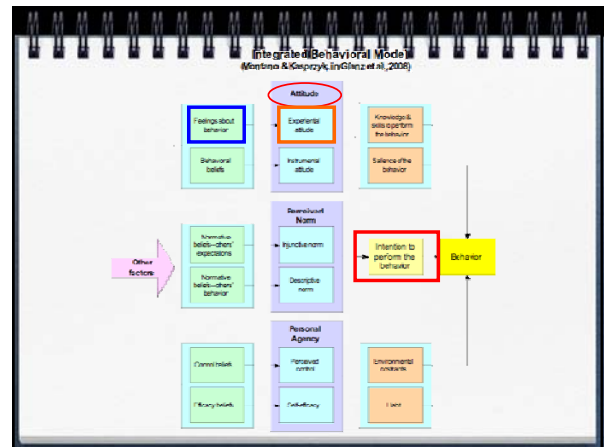 Integrated Behavioral Model
(Montano & Kasprzyk, in Glanz et al., 2008)
Attitude
Feelings about
behavior
Experiential
attitude
Knowledge &
skills to perform
the behavior
Behavioral
beliefs
Instrumental
attitude
Salience of the
behavior
Perceived
Norm
Normative
beliefs—others'
expectations
Injunctive norm
Intention to
perform the
behavior
Behavior
Other
factors
Normative
beliefs—others'
behavior
Descriptive
norm
Personal
Agency
Control beliefs
Perceived
control
Environmental
constraints
Efficacy beliefs
Self-efficacy
Habit